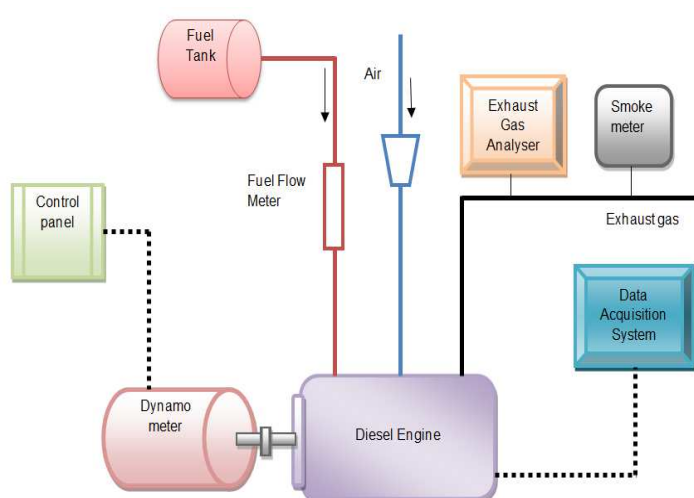 Fuel
Tank
Air
Exhaust
Gas
Analyser
Smoke
meter
Fuel Flow
Meter
Control
panel
Exhaust gas
Data
Acquisition
System
Dynamo
meter
Diesel Engine